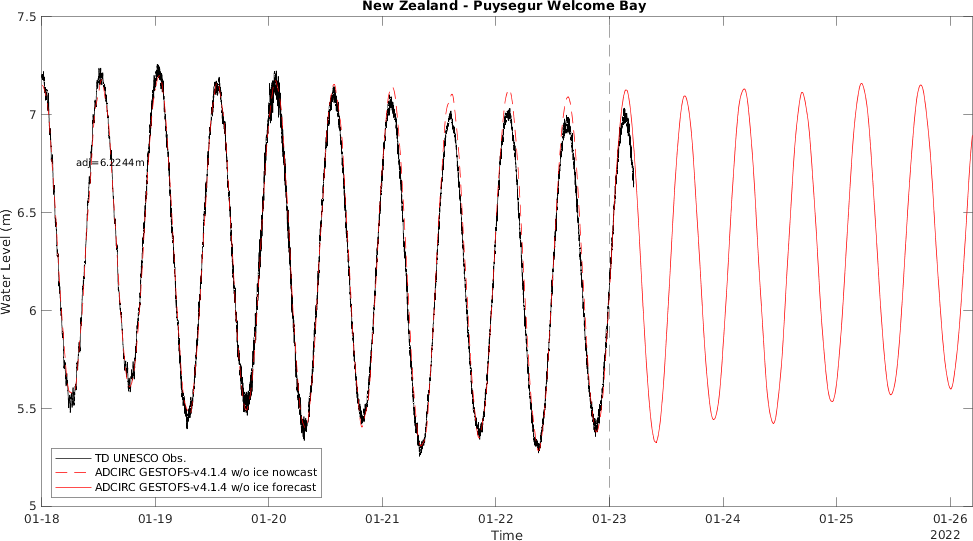 New Zealand - Puysegur Welcome Bay
7.5
7
6.5
6
5.5
5
Water Level (m)
adj=6.2244m
TD UNESCO Obs.
ADCIRC GESTOFS-v4.1.4 w/o ice nowcast
ADCIRC GESTOFS-v4.1.4 w/o ice forecast
01-18 01-19 01-20 01-21 01-22 01-23 01-24 01-25 01-26
Time
2022